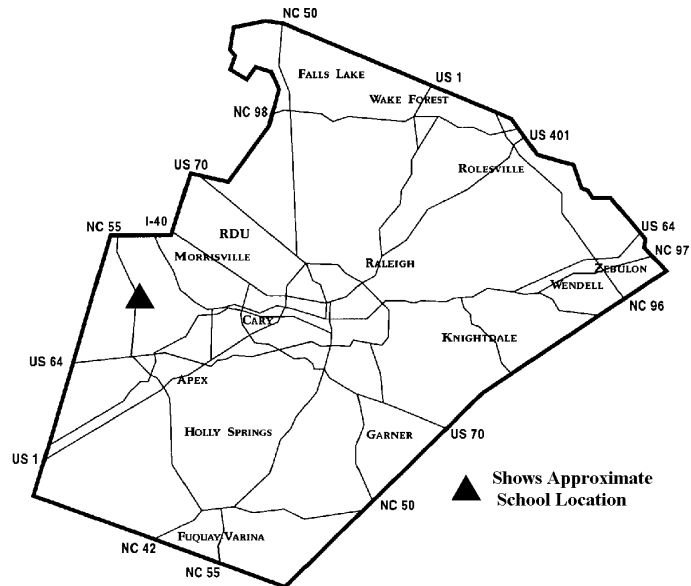 NC 50
FALLS LAKE
US 1
WAKE FOREST
NC 98
US 401
US 70
ROLESVILLE
NC 55
I-40
RDU
US 64
MORRISVILLE
NC 97
RALEIGH
ZEBULON
WENDELL
NC 96
CARY
KNIGHTDALE
US 64
APEX
HOLLY SPRINGS
GARNER
US 70
US 1
Shows Approximate
School Location
NC 50
FUQUAY VARINA
NC 42
NC 55